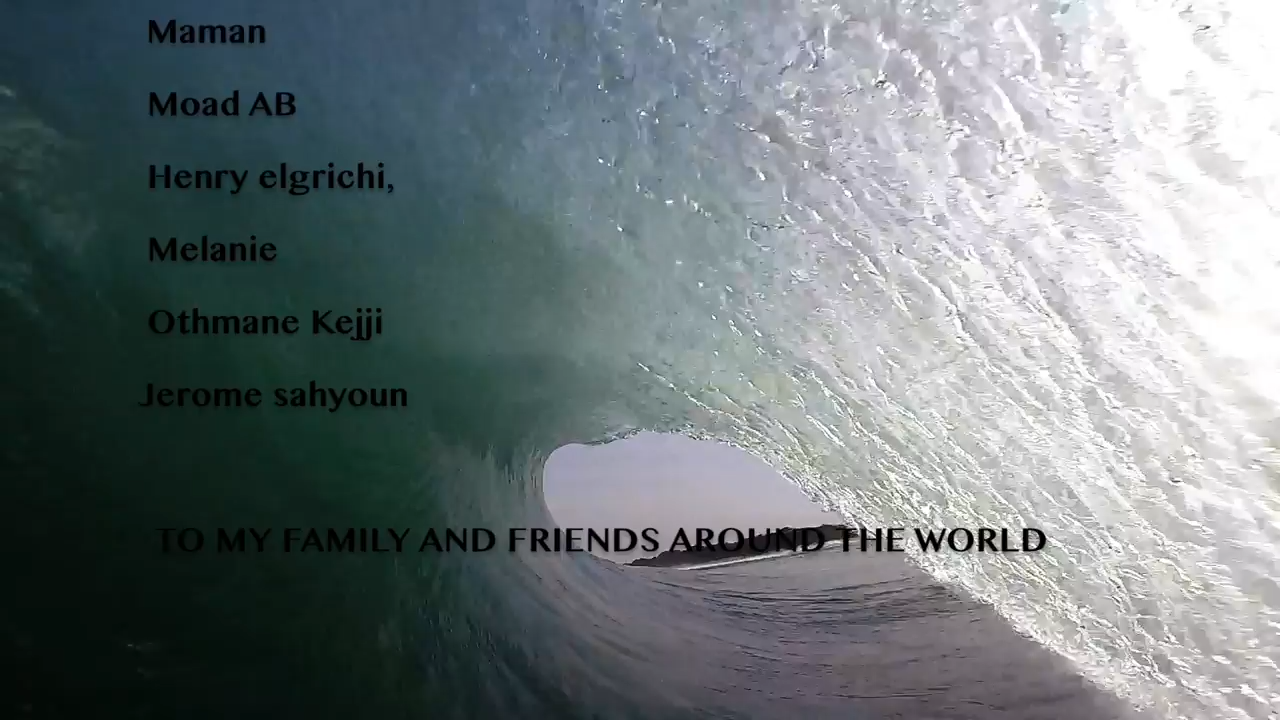 Maman
Moad AB
Henry elgrichi,
Melanie
Othmane Kejji
Jerome sahyoun
TO MY FAMILY AND FRIENDS AROUND THE WORLD